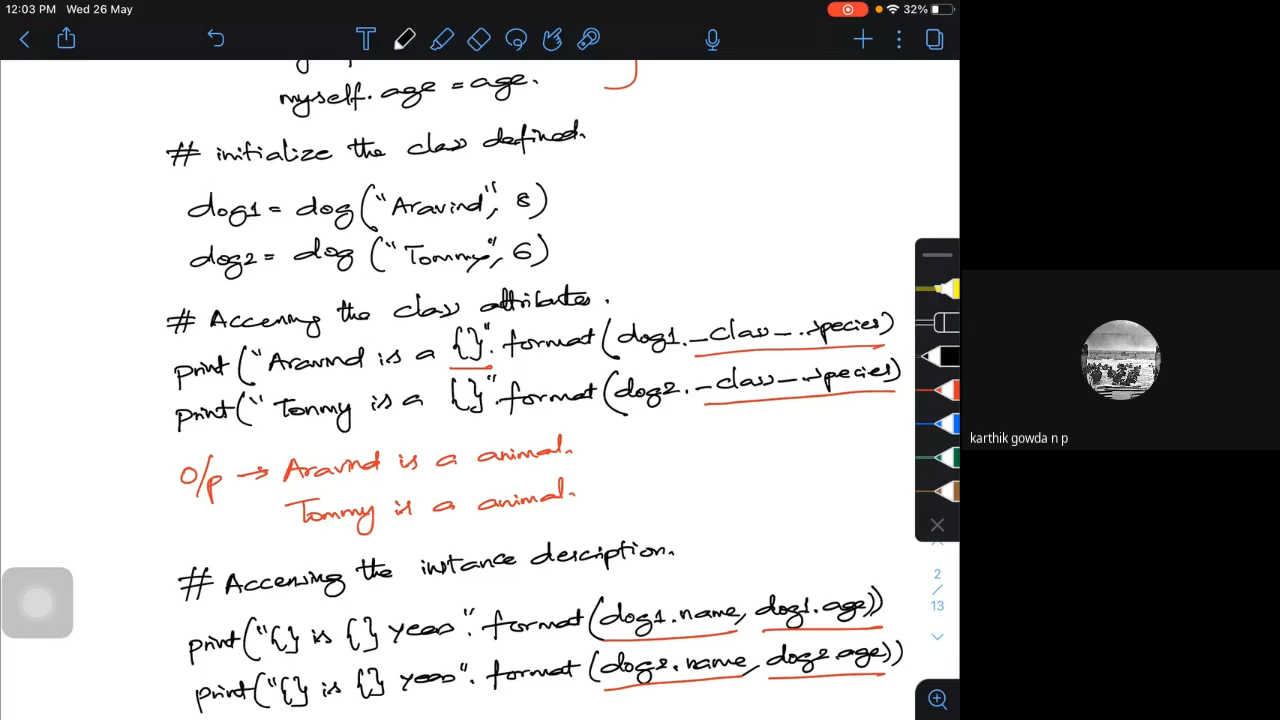 12:03 PM Wed 26 May
32%
myself.age = age.
# initialize the class defined.
dog1 = dog ("Aravind", 8)
dog2 = dog ("Tommy", 6)
# Accessing the class attributes.
print ("Aravind is a {}".format(dog1._class_.species)
print (" Tommy is a {}".format(dog2._class_.species)
O/p → Aravind is a animal.
Tommy is a animal.
# Accessing the instance desciption.
print("{} is {} years".format(dog1.name, dog1.age))
print("{} is {} years".format(dog2.name, dog2.age))
2
/
13
karthik gowda n p